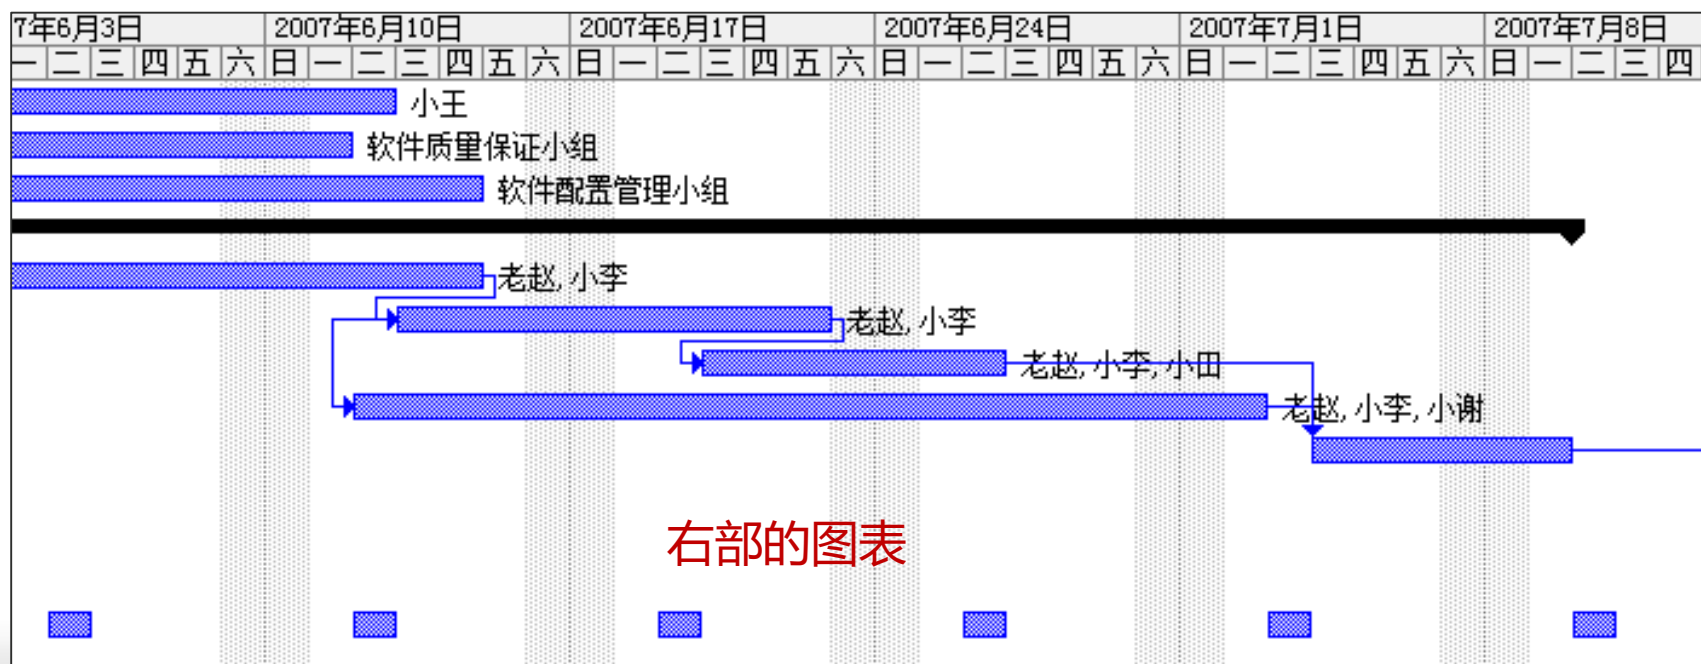 7年6月3日 2007年6月10日 2007年6月17日 2007年6月24日 2007年7月1日 2007年7月8日
一 二 三 四 五 六 日 一 二 三 四 五 六 日 一 二 三 四 五 六 日 一 二 三 四 五 六 日 一 二 三 四 五 六 日 一 二 三 四
小王
软件质量保证小组
软件配置管理小组
老赵, 小李
老赵, 小李
老赵, 小李, 小田
老赵, 小李, 小谢
右部的图表